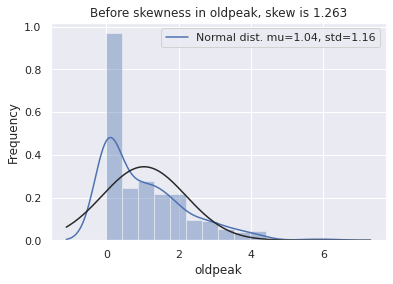 Before skewness in oldpeak, skew is 1.263
Normal dist. mu=1.04, std=1.16
1.0
0.8
0.6
0.4
0.2
0.0
Frequency
0 2 4 6
oldpeak